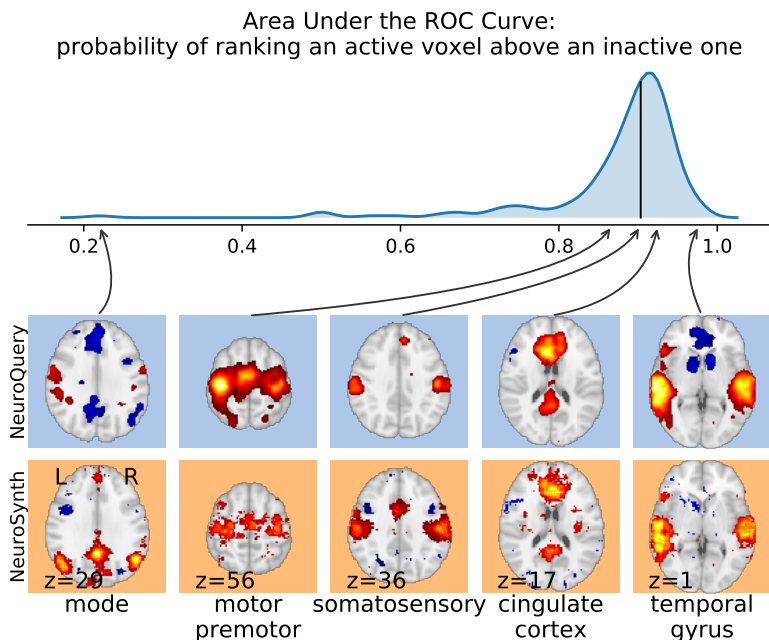 Area Under the ROC Curve:
probability of ranking an active voxel above an inactive one
0.2 0.4 0.6 0.8 1.0
NeuroQuery
NeuroSynth
L R
z=29 z=56 z=36 z=17 z=1
mode motor somatosensory cingulate temporal
premotor cortex gyrus